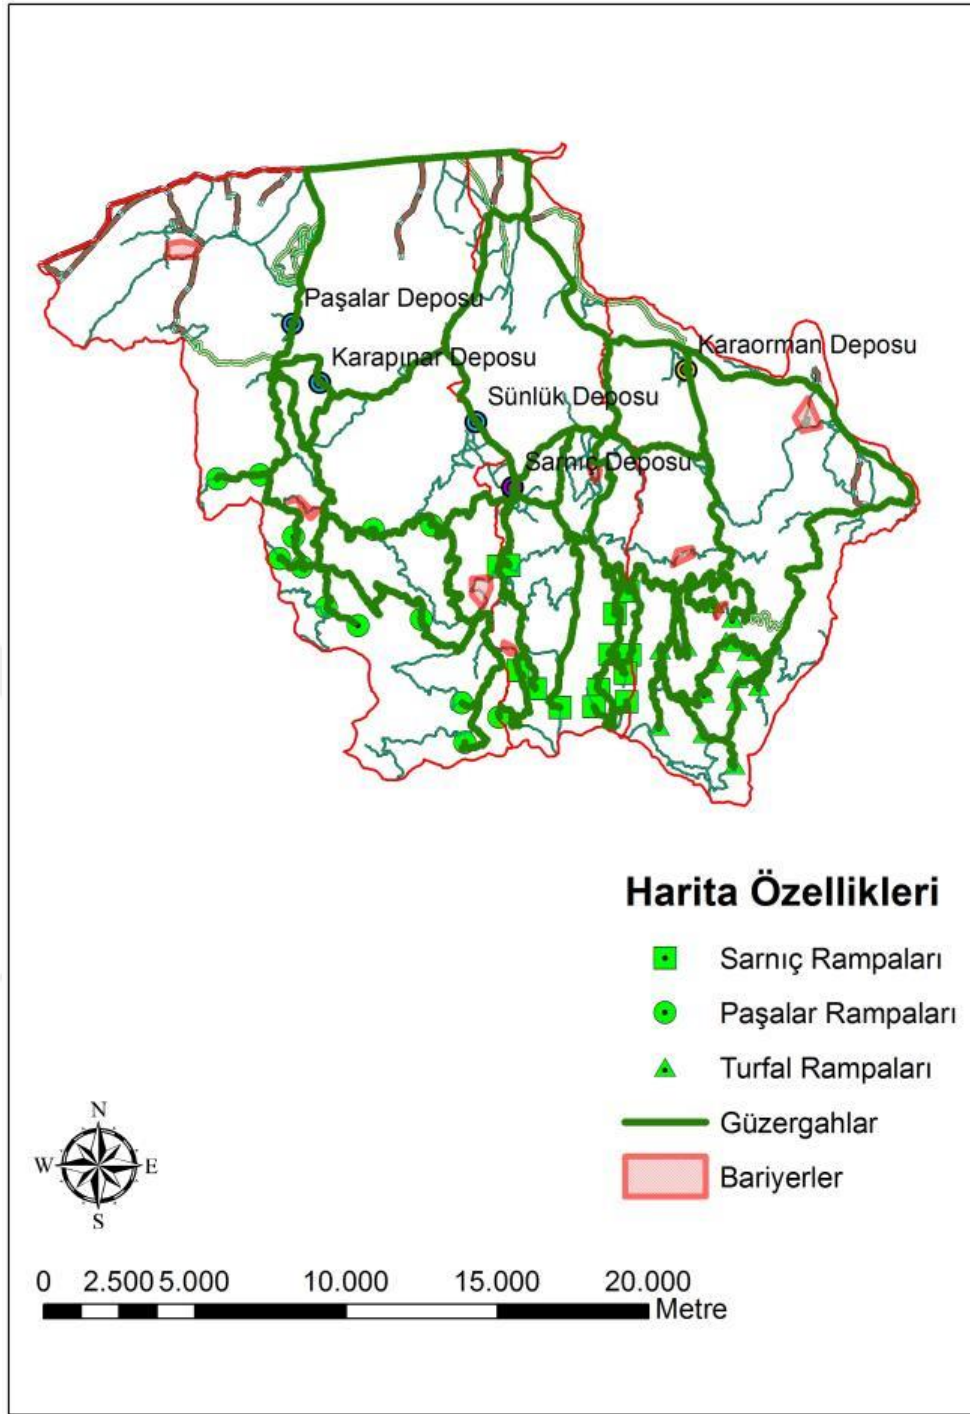 Paşalar Deposu
Karapınar Deposu
Karaorman Deposu
Sünlük Deposu
Sarnıç Deposu
Harita Özellikleri
Sarnıç Rampaları
Paşalar Rampaları
Turfal Rampaları
Güzergahlar
Bariyerler
N
W E
S
0 2.500 5.000 10.000 15.000 20.000
Metre